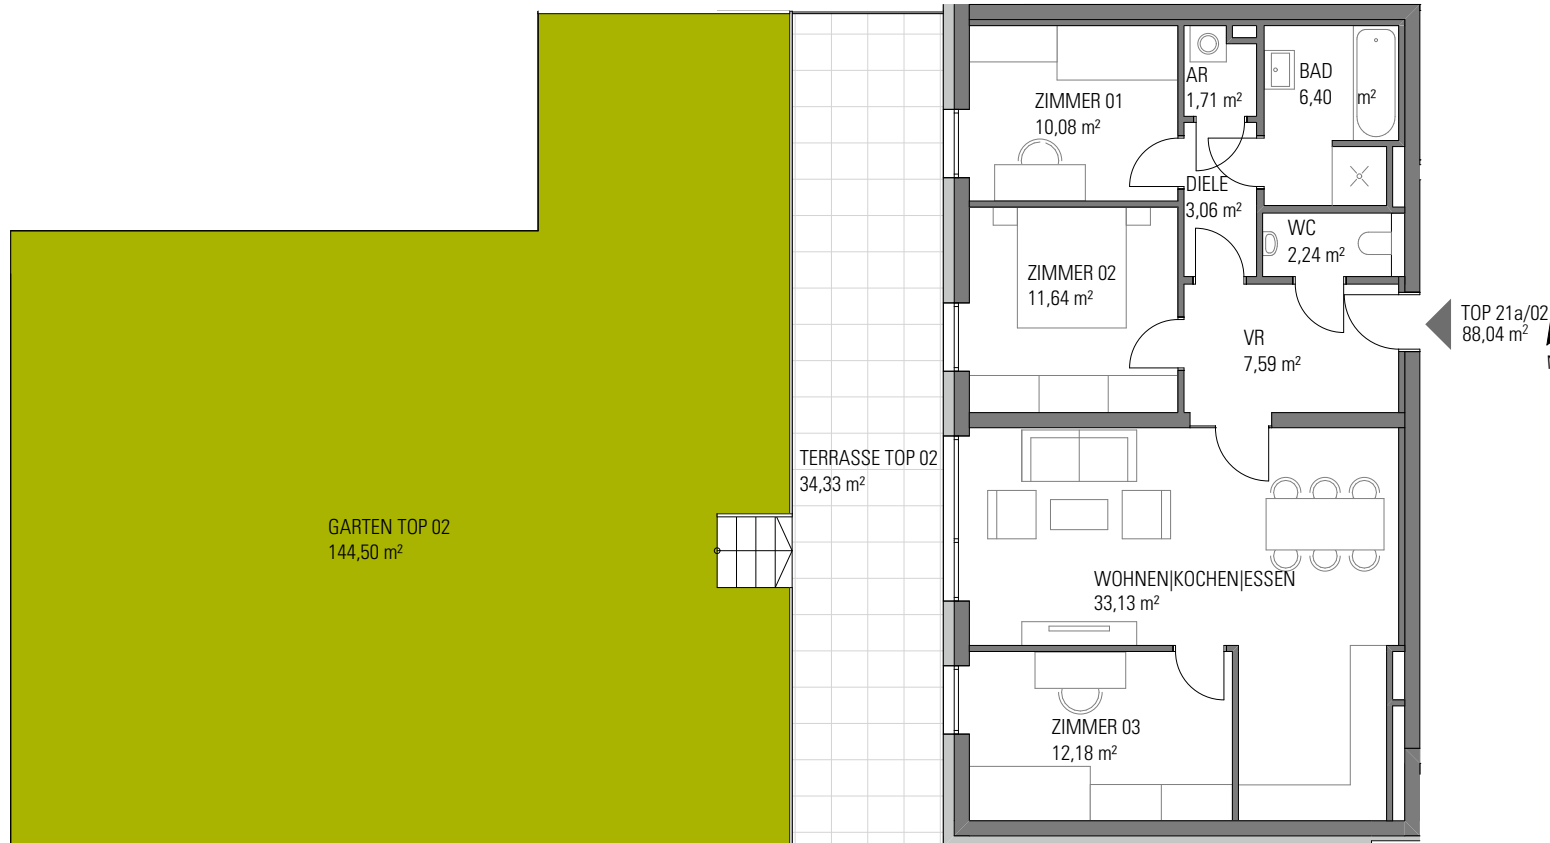 ZIMMER 01
10,08 m²
AR
1,71 m²
BAD
6,40 m²
DIELE
3,06 m²
WC
2,24 m²
ZIMMER 02
11,64 m²
VR
7,59 m²
TOP 21a/02
88,04 m²
TERRASSE TOP 02
34,33 m²
GARTEN TOP 02
144,50 m²
WOHNEN|KOCHEN|ESSEN
33,13 m²
ZIMMER 03
12,18 m²